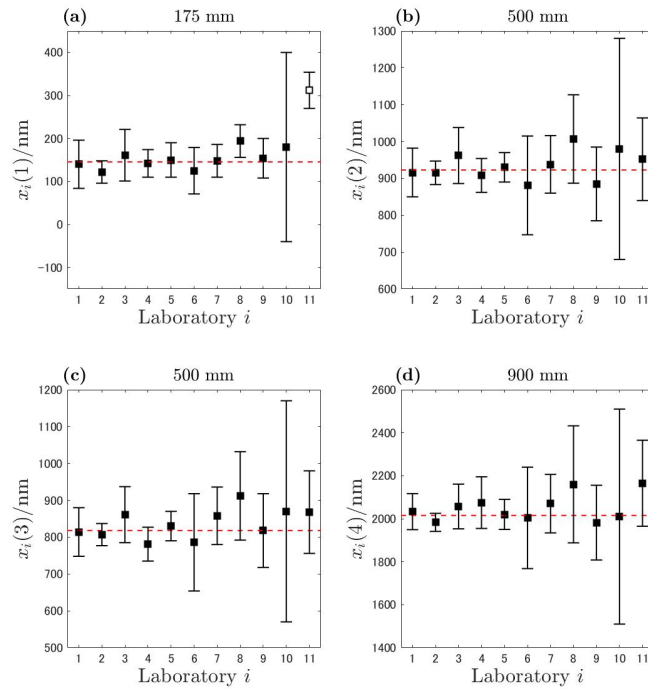 (a) 175 mm
400
300
200
100
0
-100
x_i(1)/nm
1 2 3 4 5 6 7 8 9 10 11
Laboratory i
(b) 500 mm
1300
1200
1100
1000
900
800
700
600
x_i(2)/nm
1 2 3 4 5 6 7 8 9 10 11
Laboratory i
(c) 500 mm
1200
1100
1000
900
800
700
600
500
x_i(3)/nm
1 2 3 4 5 6 7 8 9 10 11
Laboratory i
(d) 900 mm
2600
2400
2200
2000
1800
1600
1400
x_i(4)/nm
1 2 3 4 5 6 7 8 9 10 11
Laboratory i